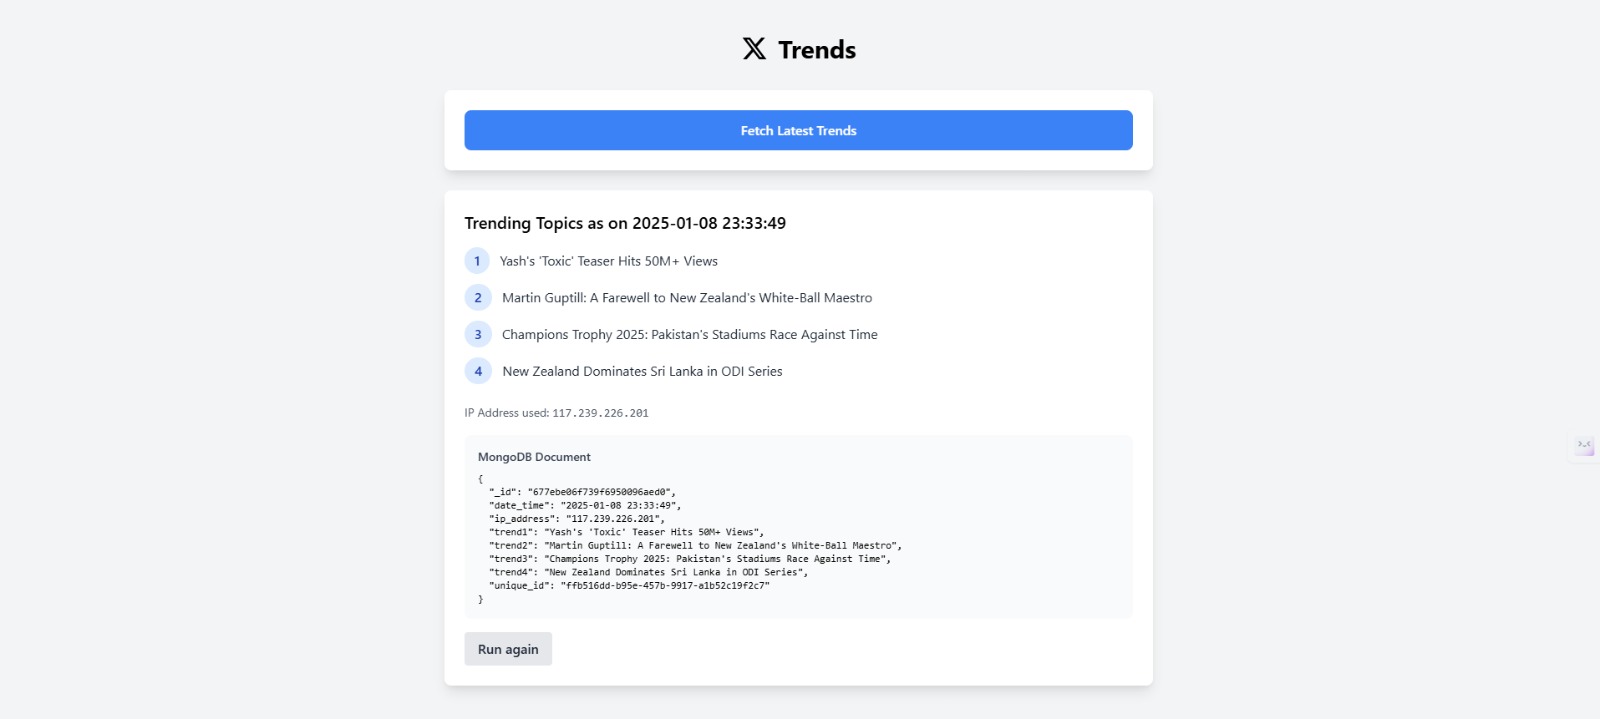 X Trends
Fetch Latest Trends
Trending Topics as on 2025-01-08 23:33:49
1 Yash's 'Toxic' Teaser Hits 50M+ Views
2 Martin Guptill: A Farewell to New Zealand's White-Ball Maestro
3 Champions Trophy 2025: Pakistan's Stadiums Race Against Time
4 New Zealand Dominates Sri Lanka in ODI Series
IP Address used: 117.239.226.201
MongoDB Document
{
"_id": "677ebe06f739f6950096aed0",
"date_time": "2025-01-08 23:33:49",
"ip_address": "117.239.226.201",
"trend1": "Yash's 'Toxic' Teaser Hits 50M+ Views",
"trend2": "Martin Guptill: A Farewell to New Zealand's White-Ball Maestro",
"trend3": "Champions Trophy 2025: Pakistan's Stadiums Race Against Time",
"trend4": "New Zealand Dominates Sri Lanka in ODI Series",
"unique_id": "ffb516dd-b95e-457b-9917-a1b52c19f2c7"
}
Run again